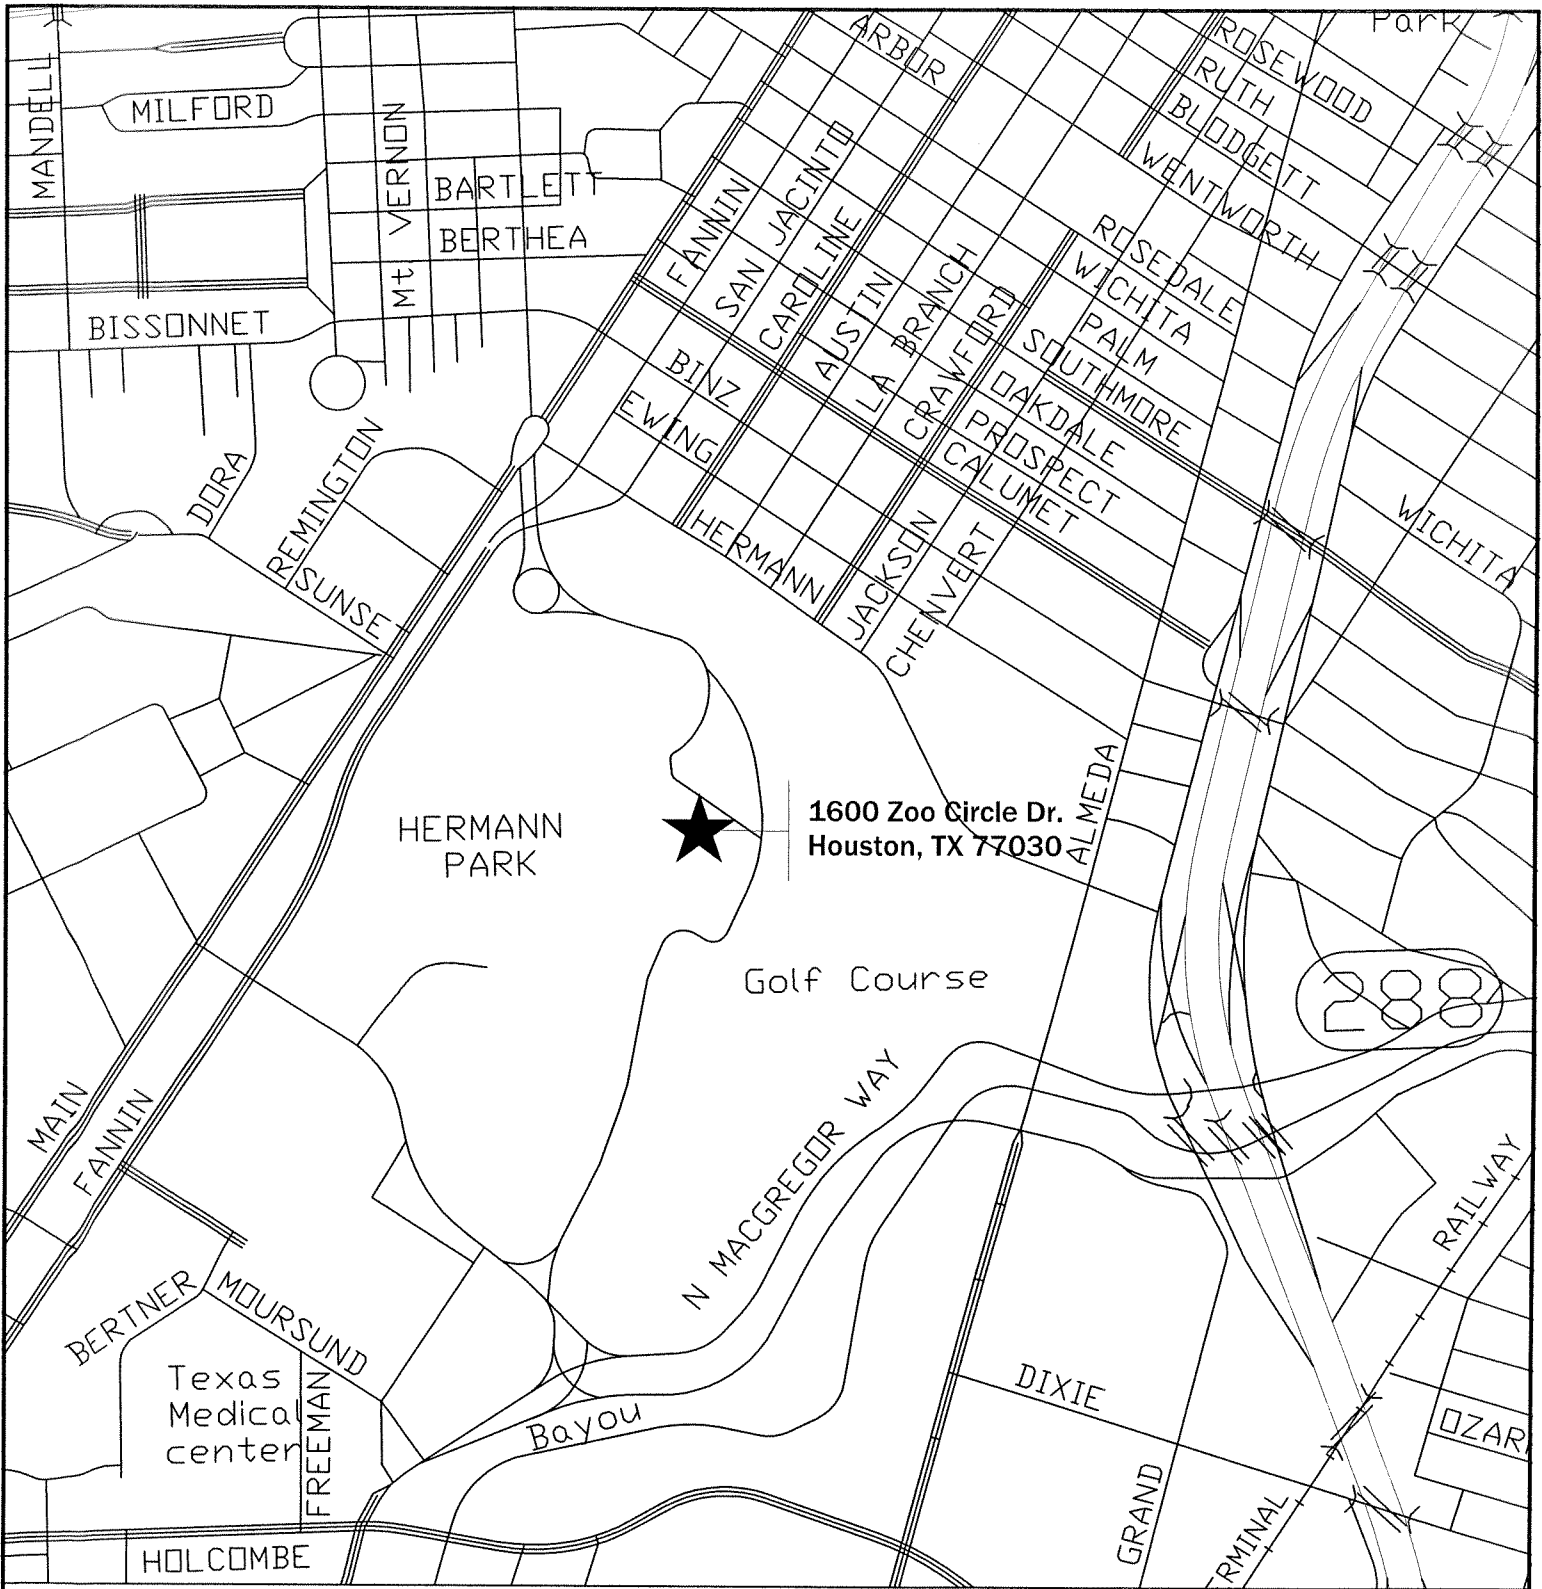 Park
MANDELL
MILFORD
Mt VERNON
BARTLETT
BERTHEA
BISSONNET
ARBOR
ROSEWOOD
RUTH
BLODGETT
WENTWORTH
FANNIN
SAN JACINTO
CAROLINE
AUSTIN
LA BRANCH
CRAWFORD
ROSEDALE
WICHITA
PALM
SOUTHMORE
OAKDALE
PROSPECT
CALUMET
BINZ
EWING
HERMANN
JACKSON
CHENVERT
DORA
REMINGTON
SUNSE
WICHITA
ALMEDA
HERMANN
PARK
1600 Zoo Circle Dr.
Houston, TX 77030
Golf Course
288
MAIN
FANNIN
N MACGREGOR WAY
RAILWAY
BERTNER
MOURSUND
Texas
Medical
center
FREEMAN
Bayou
DIXIE
OZAR
GRAND
RMINAL
HOLCOMBE